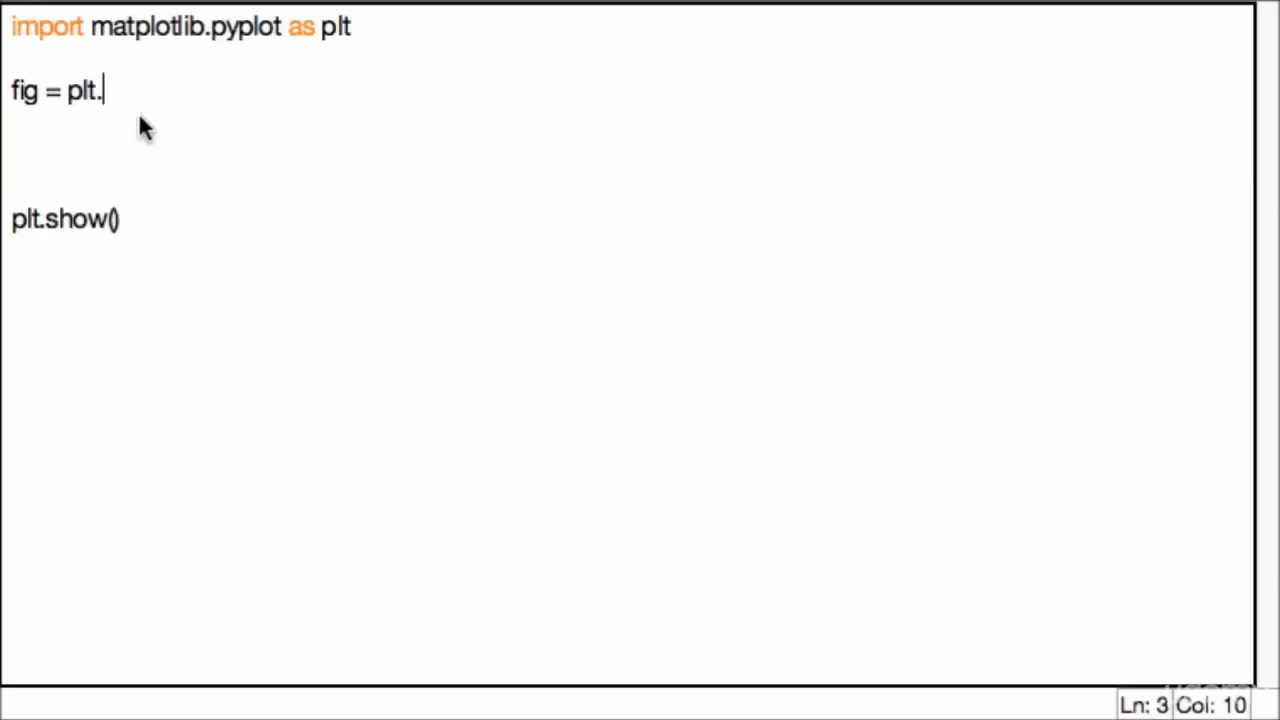 import matplotlib.pyplot as plt
fig = plt.
plt.show()
Ln: 3 Col: 10